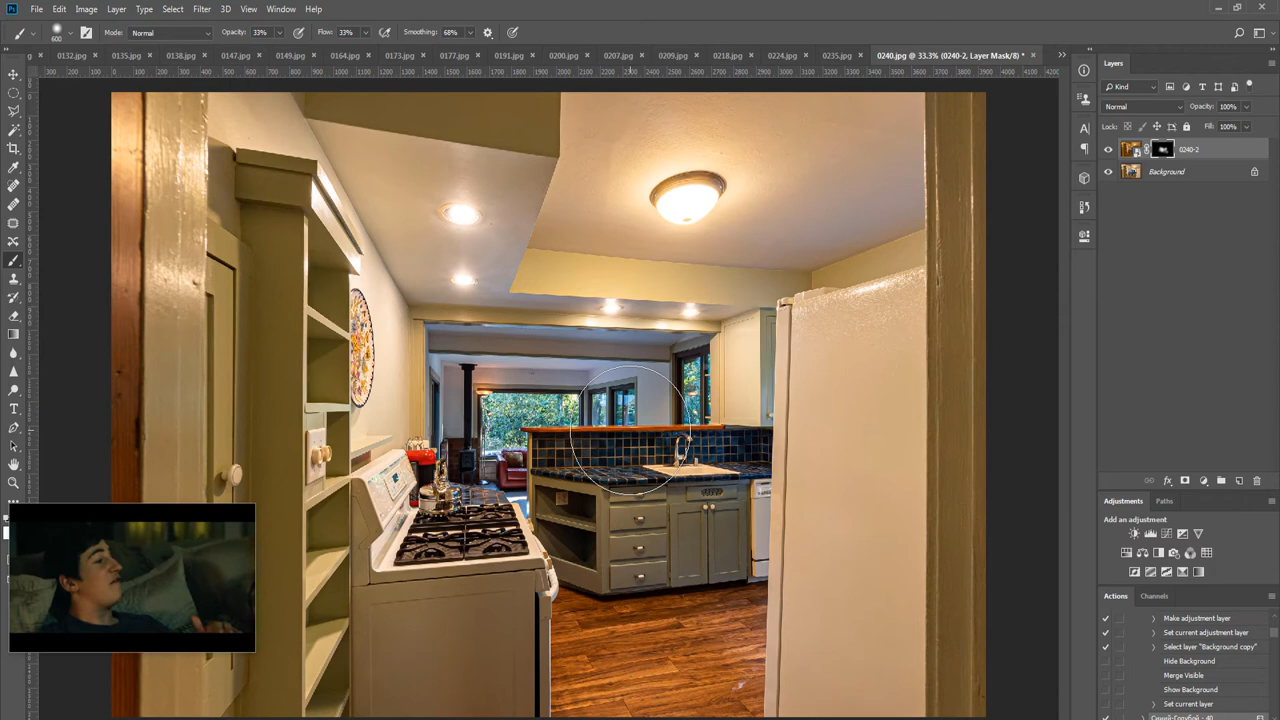 Ps File Edit Image Layer Type Select Filter 3D View Window Help
600 Mode: Normal Opacity: 33% Flow: 33% Smoothing: 68%
0132.jpg × 0135.jpg × 0138.jpg × 0147.jpg × 0149.jpg × 0164.jpg × 0173.jpg × 0177.jpg × 0191.jpg × 0200.jpg × 0207.jpg × 0209.jpg × 0218.jpg × 0224.jpg × 0235.jpg × 0240.jpg @ 33.3% (0240-2, Layer Mask/8) * ×
Layers
Kind
Normal Opacity: 100%
Lock: Fill: 100%
0240-2
Background
Adjustments Paths
Add an adjustment
Actions Channels
Make adjustment layer
Set current adjustment layer
Select layer "Background copy"
Hide Background
Merge Visible
Show Background
Set current layer